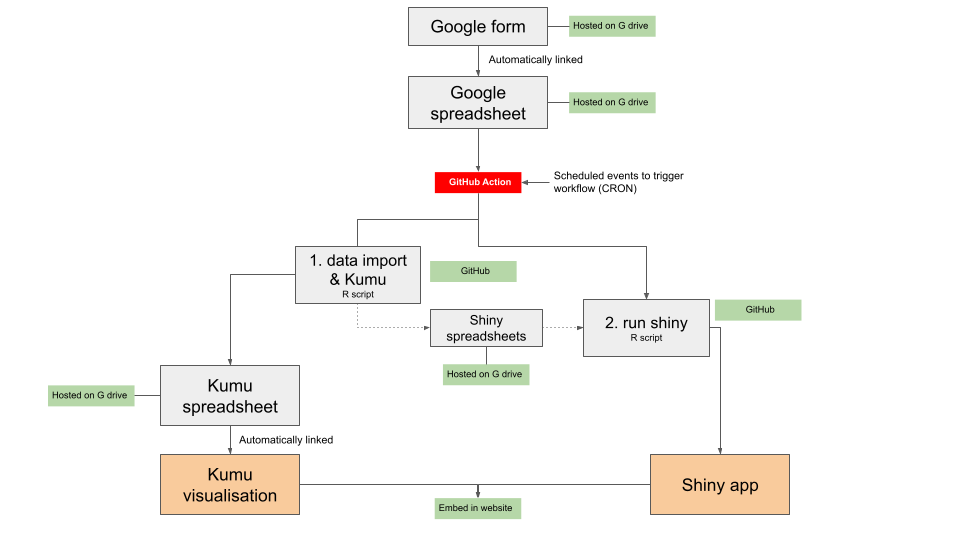 Google form
Hosted on G drive
Automatically linked
Google
spreadsheet
Hosted on G drive
GitHub Action
Scheduled events to trigger
workflow (CRON)
1. data import
& Kumu
R script
GitHub
Shiny
spreadsheets
Hosted on G drive
2. run shiny
R script
GitHub
Hosted on G drive
Kumu
spreadsheet
Automatically linked
Kumu
visualisation
Embed in website
Shiny app